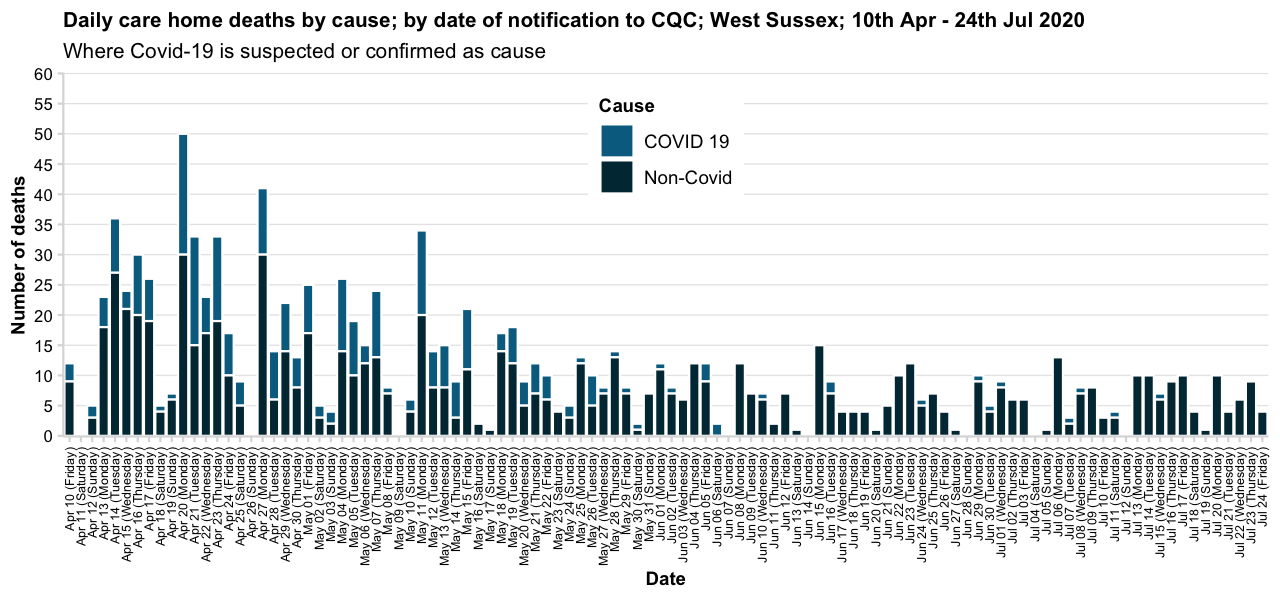 Daily care home deaths by cause; by date of notification to CQC; West Sussex; 10th Apr - 24th Jul 2020
Where Covid-19 is suspected or confirmed as cause
Number of deaths
60
55
50
45
40
35
30
25
20
15
10
5
0
Cause
COVID 19
Non-Covid
Apr 10 (Friday)
Apr 11 (Saturday)
Apr 12 (Sunday)
Apr 13 (Monday)
Apr 14 (Tuesday)
Apr 15 (Wednesday)
Apr 16 (Thursday)
Apr 17 (Friday)
Apr 18 (Saturday)
Apr 19 (Sunday)
Apr 20 (Monday)
Apr 21 (Tuesday)
Apr 22 (Wednesday)
Apr 23 (Thursday)
Apr 24 (Friday)
Apr 25 (Saturday)
Apr 26 (Sunday)
Apr 27 (Monday)
Apr 28 (Tuesday)
Apr 29 (Wednesday)
Apr 30 (Thursday)
May 01 (Friday)
May 02 (Saturday)
May 03 (Sunday)
May 04 (Monday)
May 05 (Tuesday)
May 06 (Wednesday)
May 07 (Thursday)
May 08 (Friday)
May 09 (Saturday)
May 10 (Sunday)
May 11 (Monday)
May 12 (Tuesday)
May 13 (Wednesday)
May 14 (Thursday)
May 15 (Friday)
May 16 (Saturday)
May 17 (Sunday)
May 18 (Monday)
May 19 (Tuesday)
May 20 (Wednesday)
May 21 (Thursday)
May 22 (Friday)
May 23 (Saturday)
May 24 (Sunday)
May 25 (Monday)
May 26 (Tuesday)
May 27 (Wednesday)
May 28 (Thursday)
May 29 (Friday)
May 30 (Saturday)
May 31 (Sunday)
Jun 01 (Monday)
Jun 02 (Tuesday)
Jun 03 (Wednesday)
Jun 04 (Thursday)
Jun 05 (Friday)
Jun 06 (Saturday)
Jun 07 (Sunday)
Jun 08 (Monday)
Jun 09 (Tuesday)
Jun 10 (Wednesday)
Jun 11 (Thursday)
Jun 12 (Friday)
Jun 13 (Saturday)
Jun 14 (Sunday)
Jun 15 (Monday)
Jun 16 (Tuesday)
Jun 17 (Wednesday)
Jun 18 (Thursday)
Jun 19 (Friday)
Jun 20 (Saturday)
Jun 21 (Sunday)
Jun 22 (Monday)
Jun 23 (Tuesday)
Jun 24 (Wednesday)
Jun 25 (Thursday)
Jun 26 (Friday)
Jun 27 (Saturday)
Jun 28 (Sunday)
Jun 29 (Monday)
Jun 30 (Tuesday)
Jul 01 (Wednesday)
Jul 02 (Thursday)
Jul 03 (Friday)
Jul 04 (Saturday)
Jul 05 (Sunday)
Jul 06 (Monday)
Jul 07 (Tuesday)
Jul 08 (Wednesday)
Jul 09 (Thursday)
Jul 10 (Friday)
Jul 11 (Saturday)
Jul 12 (Sunday)
Jul 13 (Monday)
Jul 14 (Tuesday)
Jul 15 (Wednesday)
Jul 16 (Thursday)
Jul 17 (Friday)
Jul 18 (Saturday)
Jul 19 (Sunday)
Jul 20 (Monday)
Jul 21 (Tuesday)
Jul 22 (Wednesday)
Jul 23 (Thursday)
Jul 24 (Friday)
Date